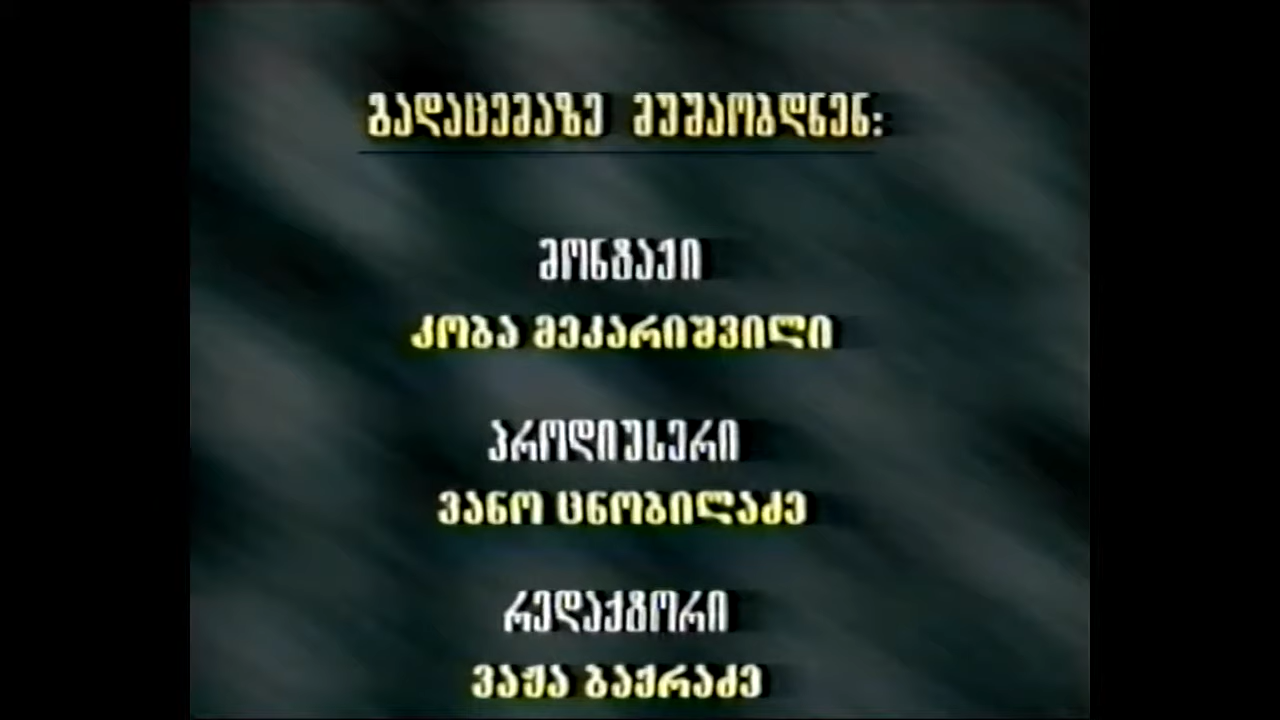 გადაცემაზე მუშაობდნენ:
მონტაჟი
კობა მეკარიშვილი
პროდიუსერი
ვანო ცნობილაძე
რედაქტორი
ვაჟა ბაქრაძე